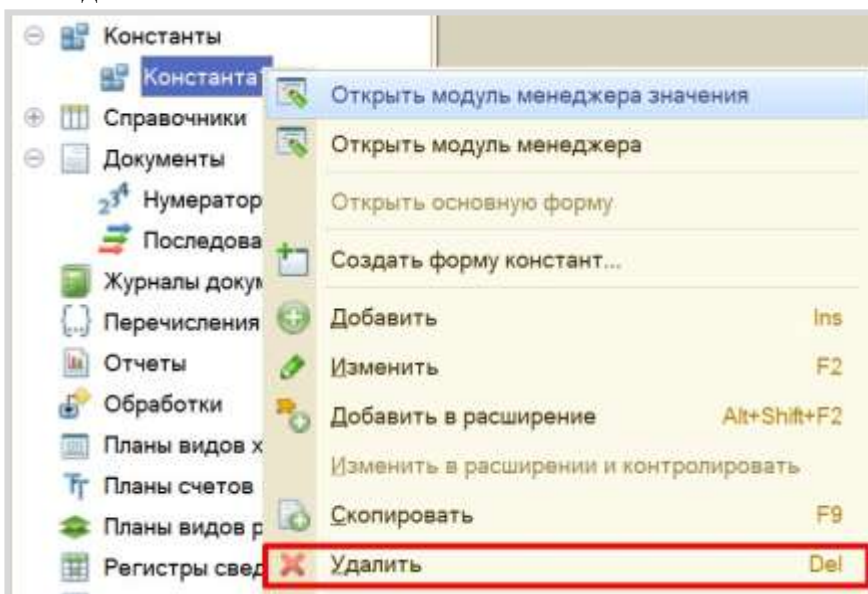 Константы
Константа
Открыть модуль менеджера значения
Справочники
Открыть модуль менеджера
Документы
Нумератор
Открыть основную форму
Последова
Создать форму констант...
Журналы докум
Перечисления
Добавить Ins
Отчеты
Изменить F2
Обработки
Добавить в расширение Alt+Shift+F2
Планы видов х
Изменить в расширении и контролировать
Планы счетов
Скопировать F9
Планы видов р
Регистры свед
Удалить Del